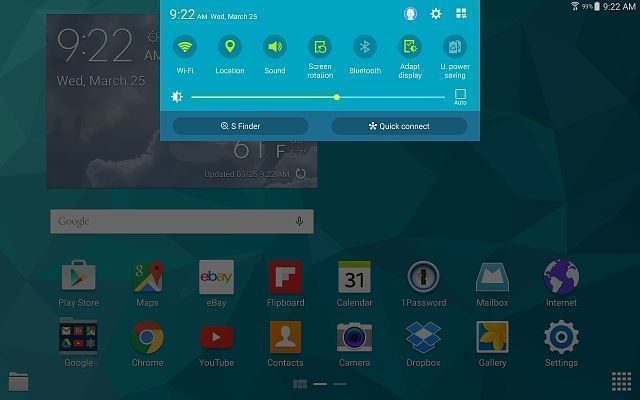 9:22 AM Wed, March 25
99% 9:22 AM
9:22
AM
Wed, March 25
Wi-Fi
Location
Sound
Screen rotation
Bluetooth
Adapt display
U. power saving
Auto
S Finder
Quick connect
61 F
5.7°
Updated 03/25 9:22 AM
Google
Play Store
Maps
ebay
eBay
Flipboard
31
Calendar
1Password
Mailbox
Internet
Google
Chrome
YouTube
Contacts
Camera
Dropbox
Gallery
Settings